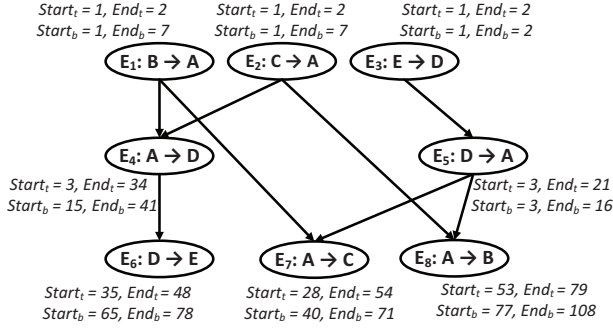 Start_t = 1, End_t = 2 Start_t = 1, End_t = 2 Start_t = 1, End_t = 2
Start_b = 1, End_b = 7 Start_b = 1, End_b = 7 Start_b = 1, End_b = 2
E₁: B → A E₂: C → A E₃: E → D
E₄: A → D E₅: D → A
Start_t = 3, End_t = 34 Start_t = 3, End_t = 21
Start_b = 15, End_b = 41 Start_b = 3, End_b = 16
E₆: D → E E₇: A → C E₈: A → B
Start_t = 35, End_t = 48 Start_t = 28, End_t = 54 Start_t = 53, End_t = 79
Start_b = 65, End_b = 78 Start_b = 40, End_b = 71 Start_b = 77, End_b = 108